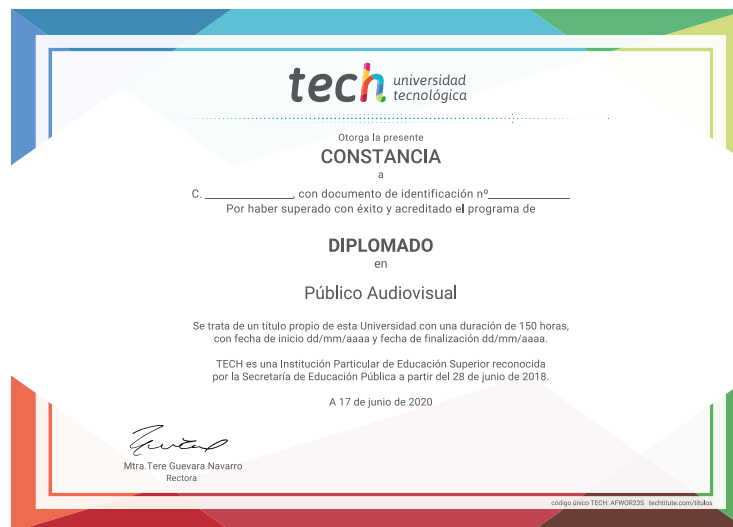 tech universidad
tecnológica
Otorga la presente
CONSTANCIA
a
C. ______________, con documento de identificación nº______________
Por haber superado con éxito y acreditado el programa de
DIPLOMADO
en
Público Audiovisual
Se trata de un título propio de esta Universidad con una duración de 150 horas,
con fecha de inicio dd/mm/aaaa y fecha de finalización dd/mm/aaaa.
TECH es una Institución Particular de Educación Superior reconocida
por la Secretaría de Educación Pública a partir del 28 de junio de 2018.
A 17 de junio de 2020
Mtra.Tere Guevara Navarro
Rectora
código único TECH: AFWOR23S techtitute.com/titulos